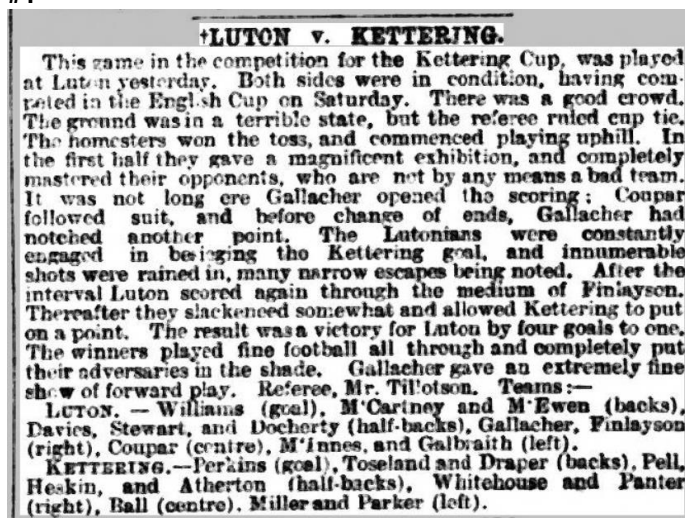 †LUTON v. KETTERING.
This game in the competition for the Kettering Cup, was played
at Luton yesterday. Both sides were in condition, having com-
peted in the English Cup on Saturday. There was a good crowd.
The ground was in a terrible state, but the referee ruled cup tie.
The homesters won the toss, and commenced playing uphill. In
the first half they gave a magnificent exhibition, and completely
mastered their opponents, who are not by any means a bad team.
It was not long ere Gallacher opened the scoring; Coupar
followed suit, and before change of ends, Gallacher had
notched another point. The Lutonians were constantly
engaged in besieging the Kettering goal, and innumerable
shots were rained in, many narrow escapes being noted. After the
interval Luton scored again through the medium of Finlayson.
Thereafter they slackened somewhat and allowed Kettering to put
on a point. The result was a victory for Luton by four goals to one.
The winners played fine football all through and completely put
their adversaries in the shade. Gallacher gave an extremely fine
show of forward play. Referee, Mr. Tillotson. Teams:—
LUTON. — Williams (goal), M'Cartney and M'Ewen (backs),
Davies, Stewart, and Docherty (half-backs), Gallacher, Finlayson
(right), Coupar (centre), M'Innes, and Galbraith (left).
KETTERING.—Perkins (goal), Toseland and Draper (backs), Pell,
Heskin, and Atherton (half-backs), Whitehouse and Panter
(right), Ball (centre), Miller and Parker (left).